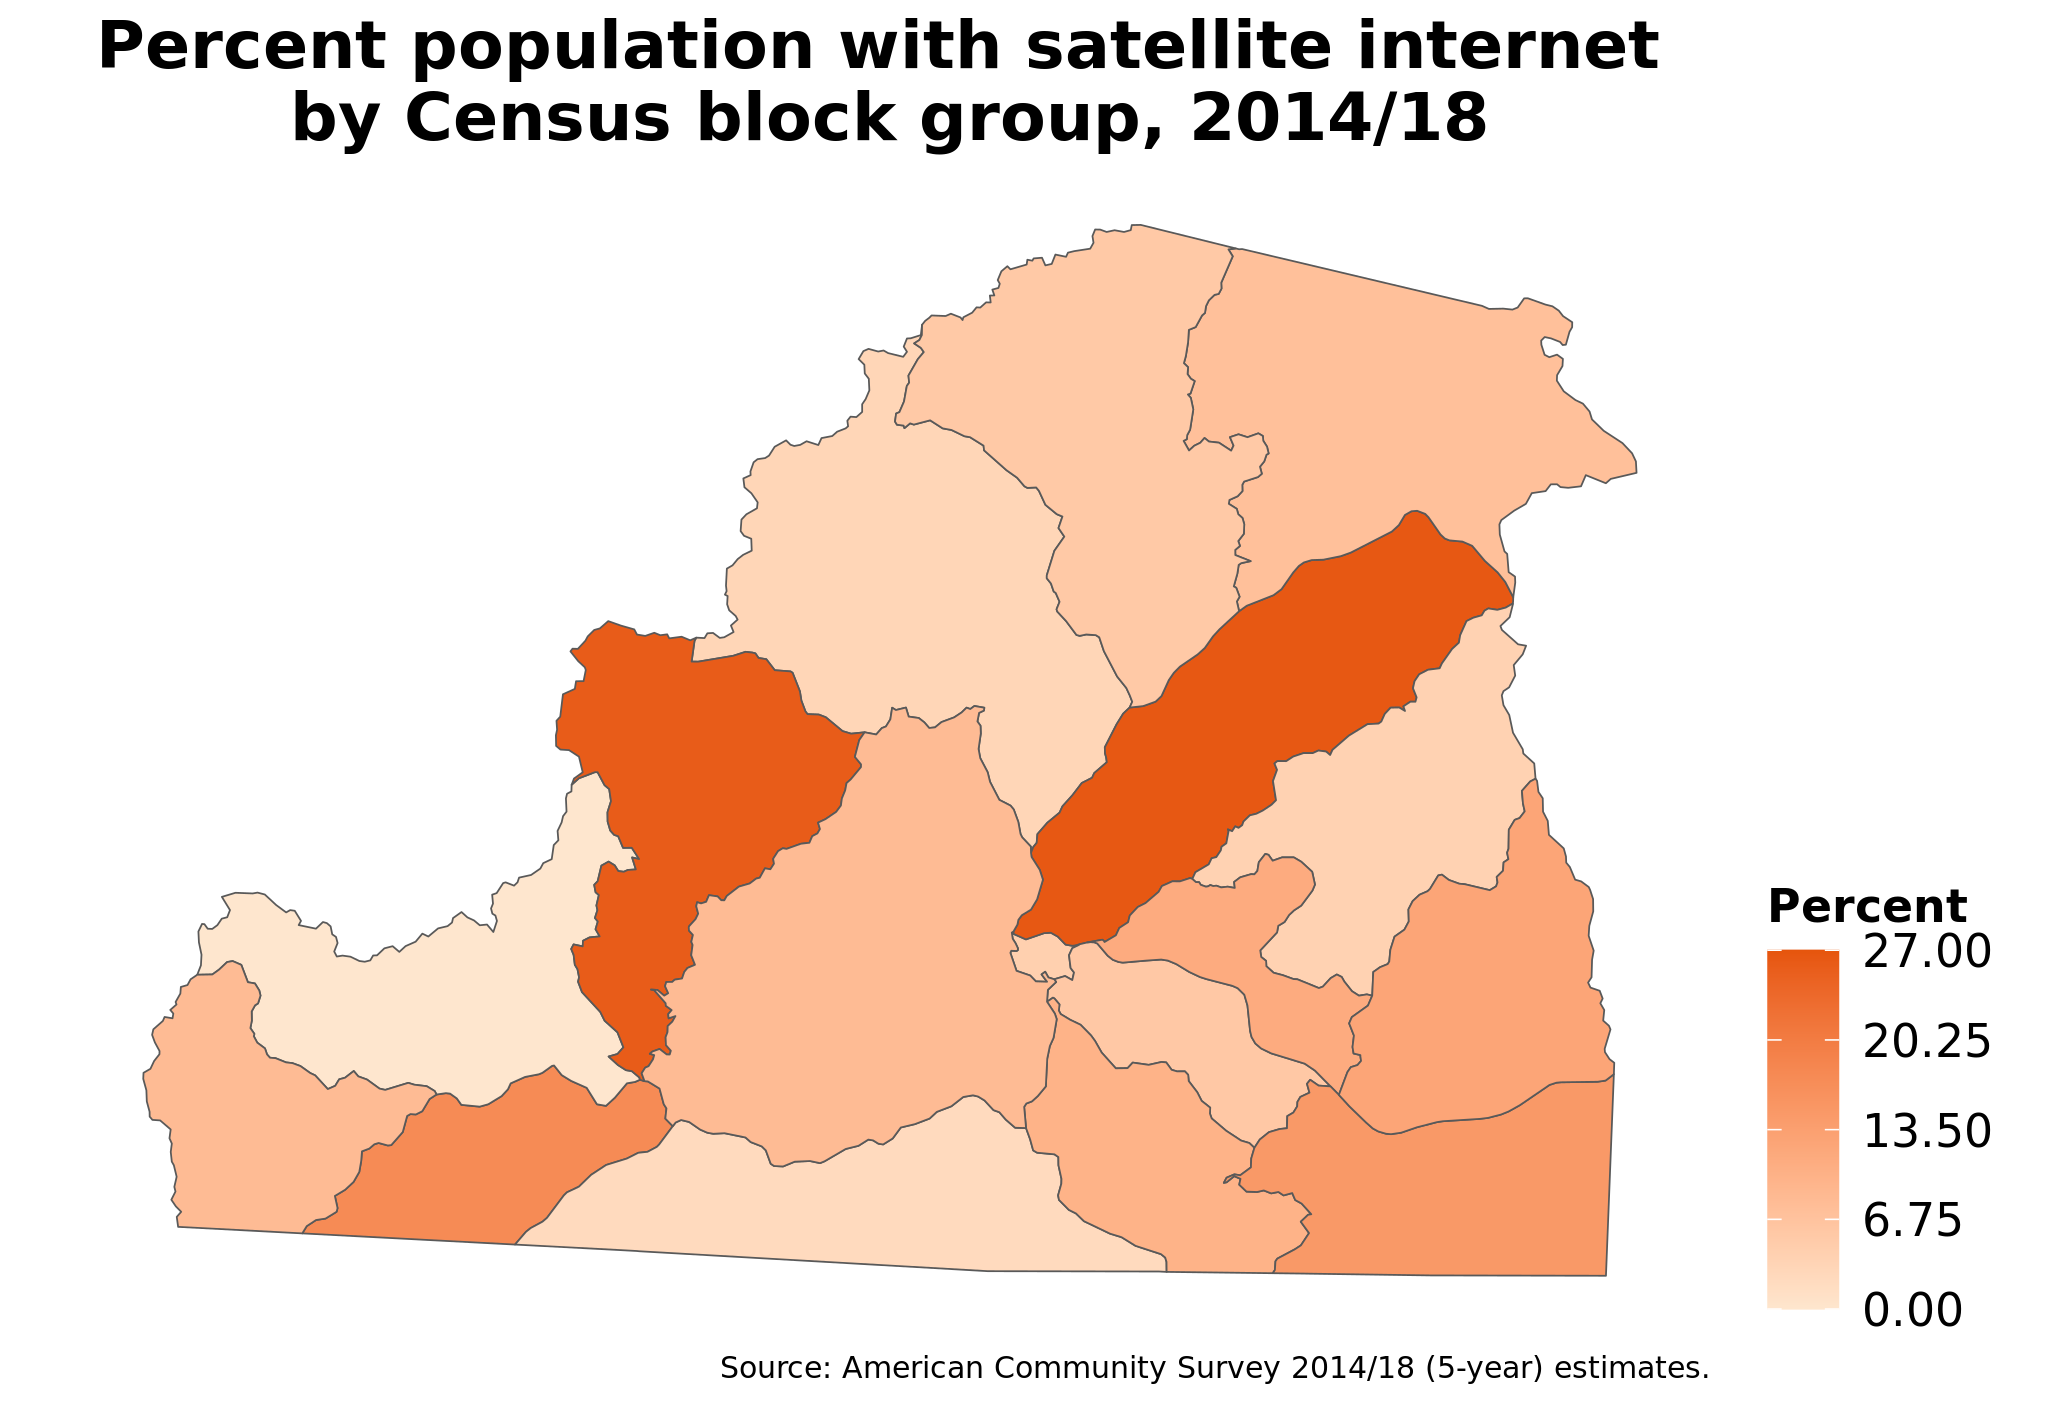 Percent population with satellite internet
by Census block group, 2014/18
Percent
27.00
20.25
13.50
6.75
0.00
Source: American Community Survey 2014/18 (5-year) estimates.